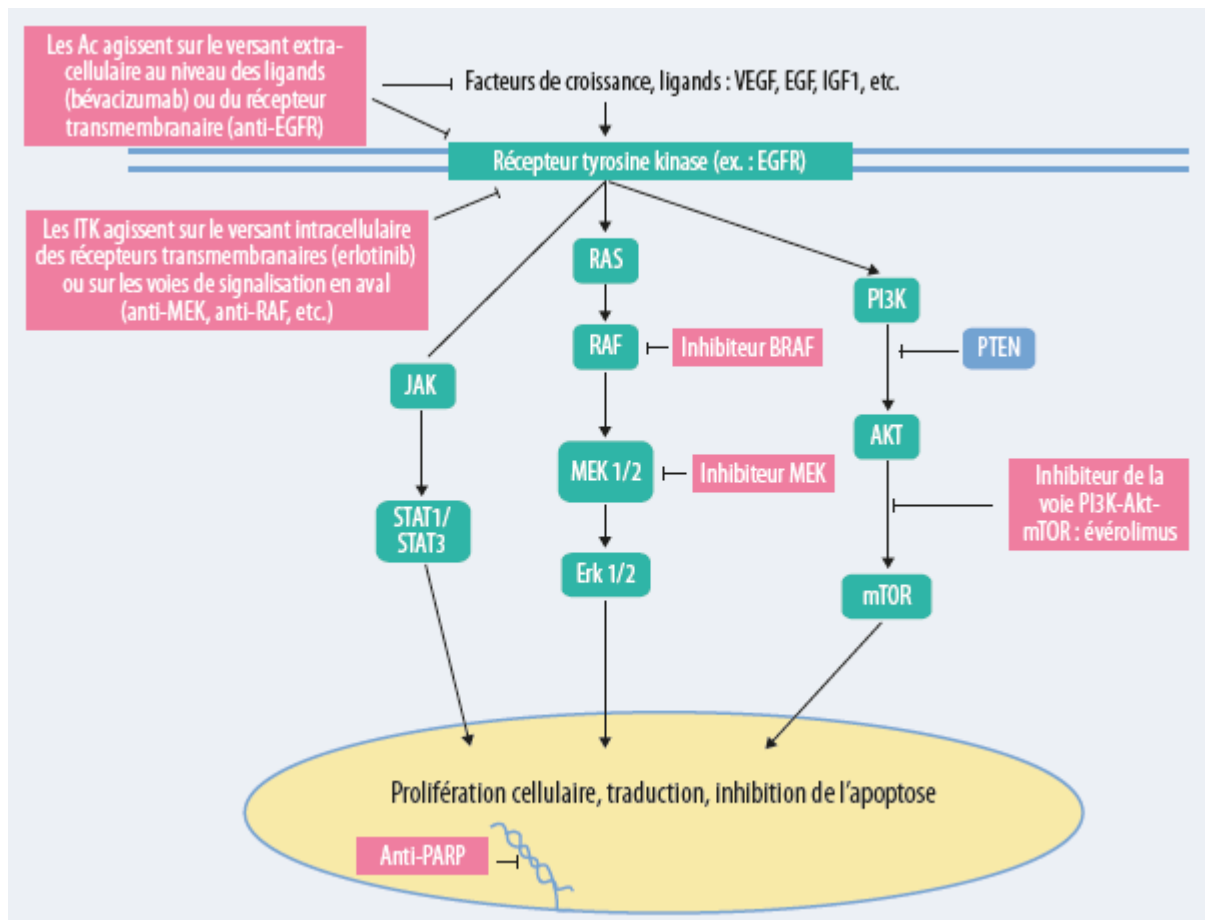 Les Ac agissent sur le versant extra-
cellulaire au niveau des ligands
(bévacizumab) ou du récepteur
transmembranaire (anti-EGFR)
Facteurs de croissance, ligands : VEGF, EGF, IGF1, etc.
Récepteur tyrosine kinase (ex. : EGFR)
Les ITK agissent sur le versant intracellulaire
des récepteurs transmembranaires (erlotinib)
ou sur les voies de signalisation en aval
(anti-MEK, anti-RAF, etc.)
RAS
PI3K
RAF
Inhibiteur BRAF
PTEN
JAK
AKT
MEK 1/2
Inhibiteur MEK
Inhibiteur de la
voie PI3K-Akt-
mTOR : évérolimus
STAT1/
STAT3
Erk 1/2
mTOR
Prolifération cellulaire, traduction, inhibition de l'apoptose
Anti-PARP